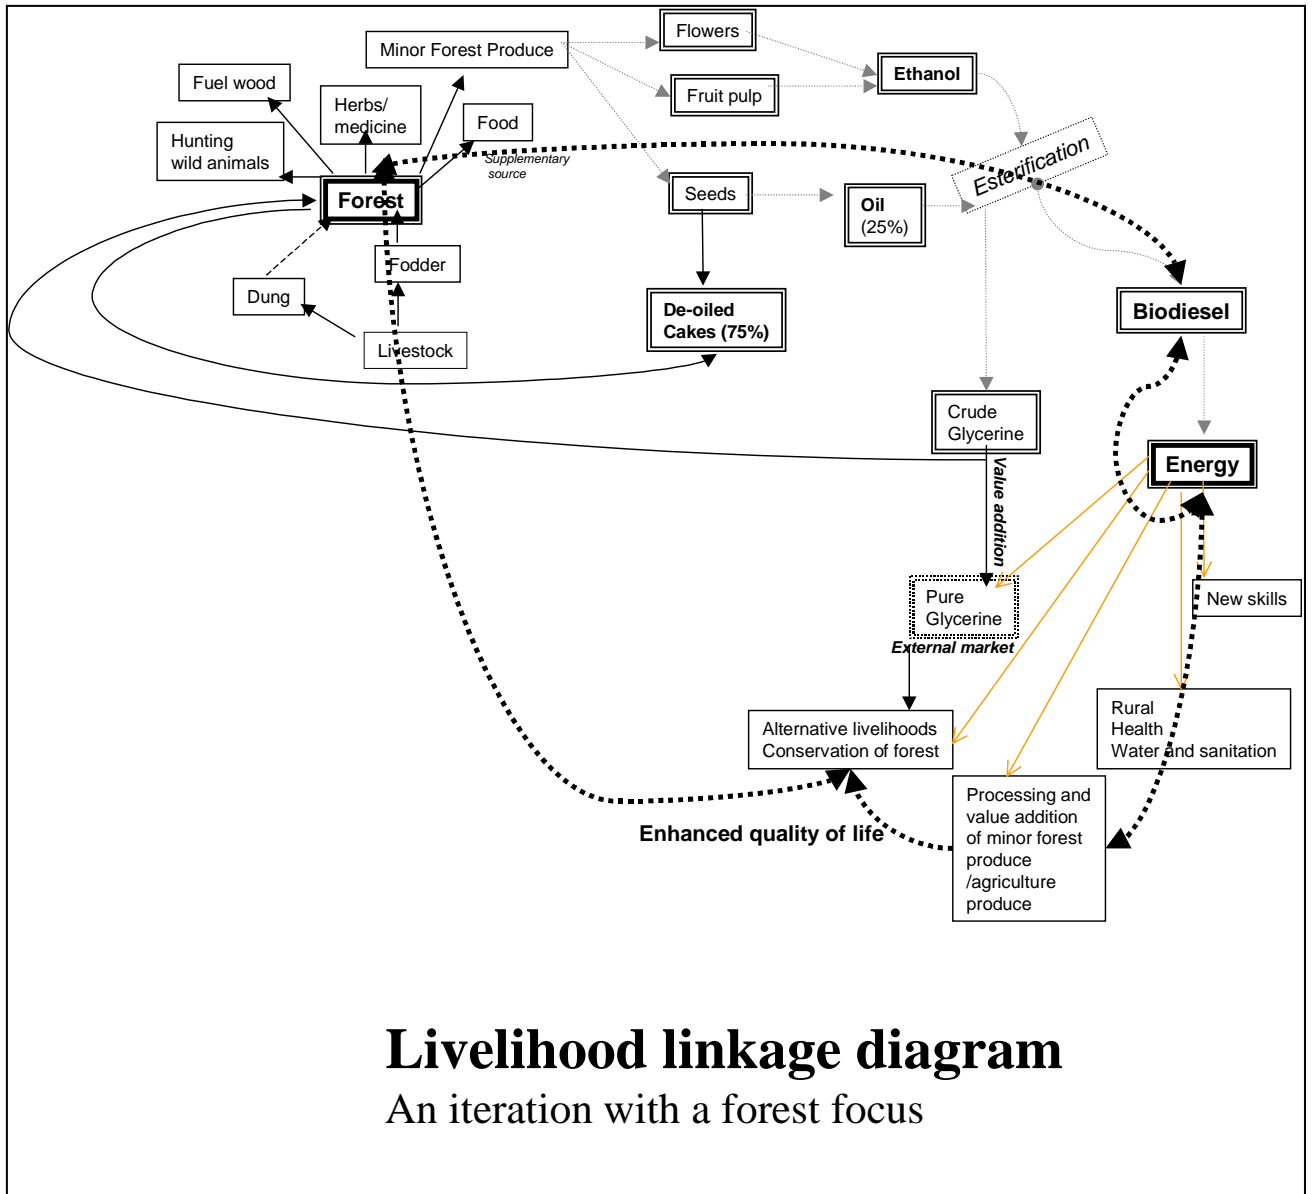 Flowers
Minor Forest Produce
Ethanol
Fuel wood
Fruit pulp
Herbs/
medicine
Food
Hunting
wild animals
Supplementary
source
Esterification
Forest
Seeds
Oil
(25%)
Fodder
Dung
De-oiled
Cakes (75%)
Biodiesel
Livestock
Crude
Glycerine
Energy
Value addition
Pure
Glycerine
New skills
External market
Rural
Health
Water and sanitation
Alternative livelihoods
Conservation of forest
Processing and
value addition
of minor forest
produce
/agriculture
produce
Enhanced quality of life
Livelihood linkage diagram
An iteration with a forest focus